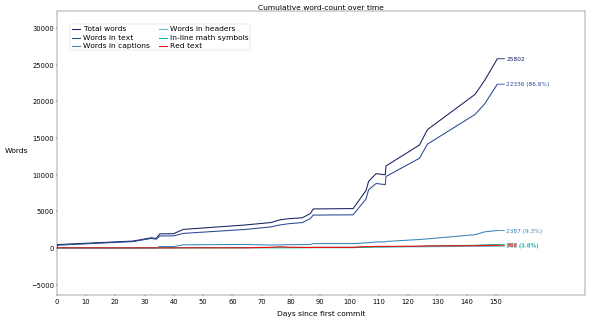 Cumulative word-count over time
Total words
Words in text
Words in captions
Words in headers
In-line math symbols
Red text
30000
25000
20000
15000
10000
5000
0
−5000
Words
25802
22336 (86.6%)
2387 (9.3%)
0 10 20 30 40 50 60 70 80 90 100 110 120 130 140 150
Days since first commit